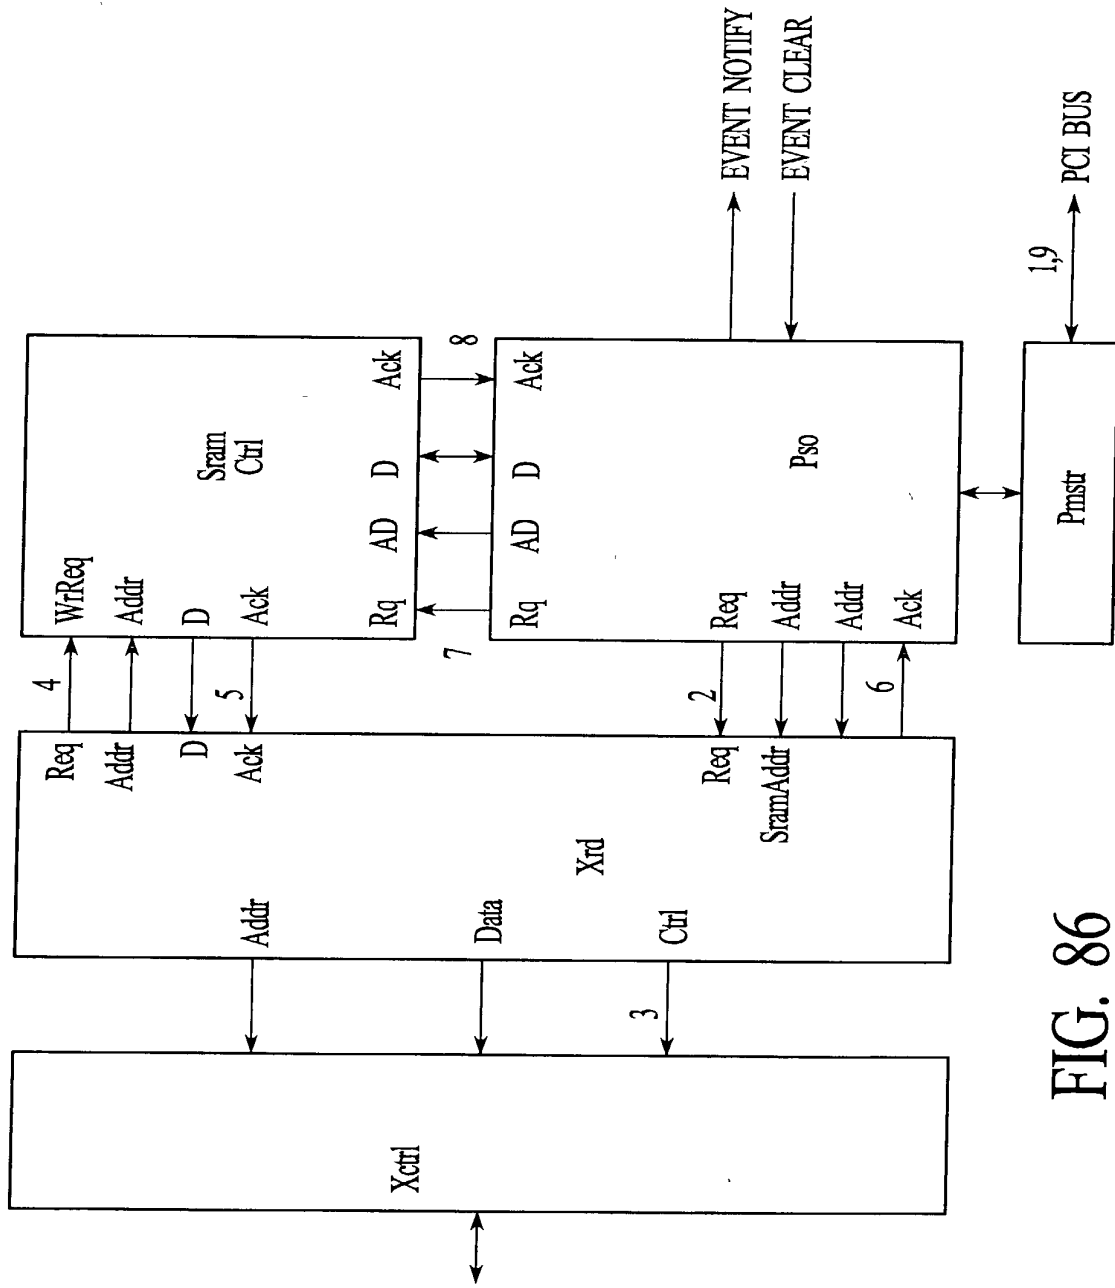 EVENT NOTIFY
EVENT CLEAR
PCI BUS
1,9
Sram
Ctrl
WrReq
Addr
D
Ack
Rq
AD
D
Ack
8
7
Rq
AD
D
Ack
Pso
Req
Addr
Addr
Ack
Pmstr
4
5
2
6
Req
Addr
D
Ack
Req
SramAddr
Xrd
Addr
Data
Ctrl
3
Xctrl
FIG. 86